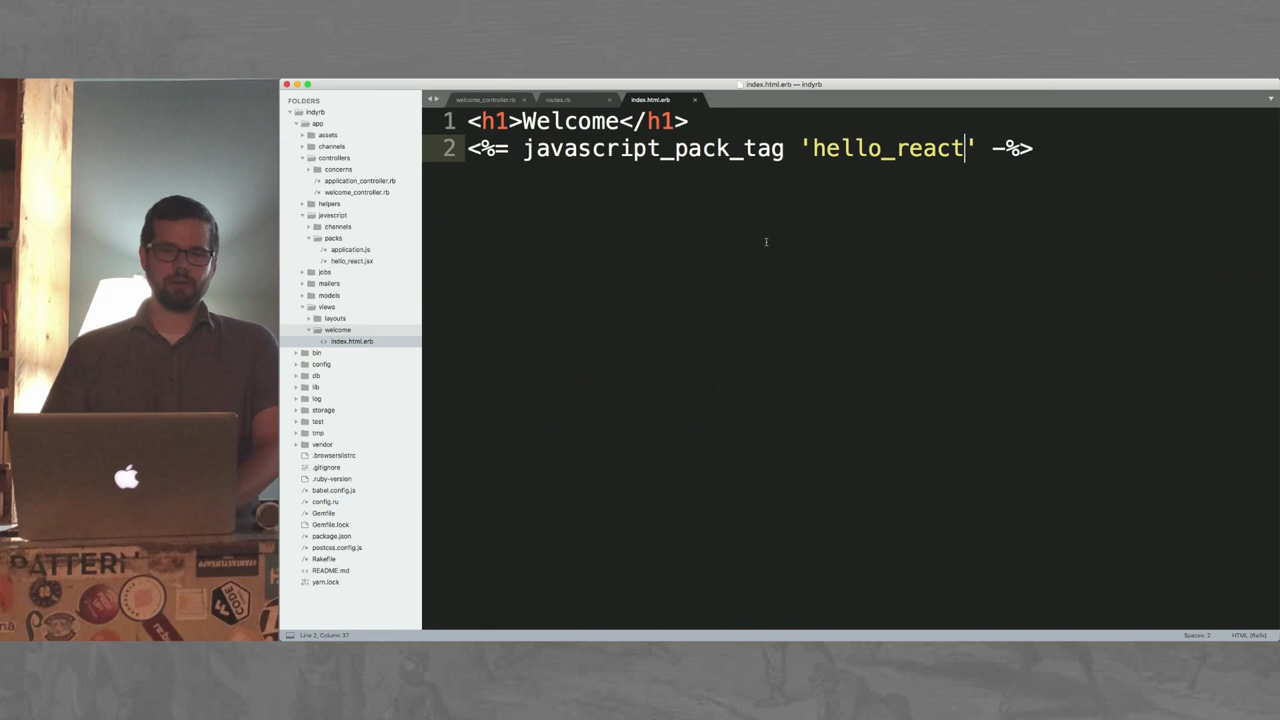 index.html.erb — indyrb
FOLDERS
welcome_controller.rb × routes.rb × index.html.erb ×
indyrb
app
assets
channels
controllers
concerns
application_controller.rb
welcome_controller.rb
helpers
javascript
channels
packs
application.js
hello_react.jsx
jobs
mailers
models
views
layouts
welcome
index.html.erb
bin
config
db
lib
log
storage
test
tmp
vendor
.browserslistrc
.gitignore
.ruby-version
babel.config.js
config.ru
Gemfile
Gemfile.lock
package.json
postcss.config.js
Rakefile
README.md
yarn.lock
1 <h1>Welcome</h1>
2 <%= javascript_pack_tag 'hello_react' -%>
Line 2, Column 37
Spaces: 2
HTML (Rails)
PATTERN
CODE